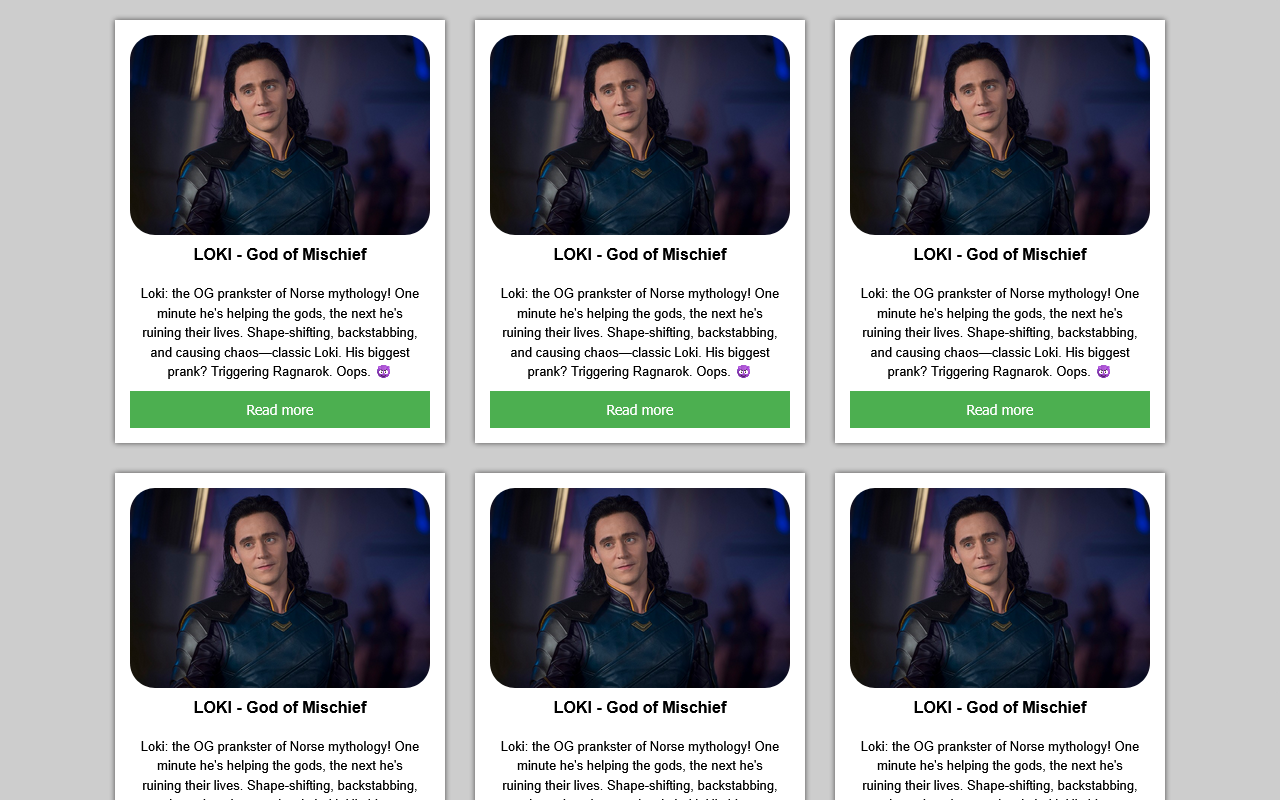 LOKI - God of Mischief
Loki: the OG prankster of Norse mythology! One
minute he's helping the gods, the next he's
ruining their lives. Shape-shifting, backstabbing,
and causing chaos—classic Loki. His biggest
prank? Triggering Ragnarok. Oops. 😈
Read more
LOKI - God of Mischief
Loki: the OG prankster of Norse mythology! One
minute he's helping the gods, the next he's
ruining their lives. Shape-shifting, backstabbing,
and causing chaos—classic Loki. His biggest
prank? Triggering Ragnarok. Oops. 😈
Read more
LOKI - God of Mischief
Loki: the OG prankster of Norse mythology! One
minute he's helping the gods, the next he's
ruining their lives. Shape-shifting, backstabbing,
and causing chaos—classic Loki. His biggest
prank? Triggering Ragnarok. Oops. 😈
Read more
LOKI - God of Mischief
Loki: the OG prankster of Norse mythology! One
minute he's helping the gods, the next he's
ruining their lives. Shape-shifting, backstabbing,
LOKI - God of Mischief
Loki: the OG prankster of Norse mythology! One
minute he's helping the gods, the next he's
ruining their lives. Shape-shifting, backstabbing,
LOKI - God of Mischief
Loki: the OG prankster of Norse mythology! One
minute he's helping the gods, the next he's
ruining their lives. Shape-shifting, backstabbing,